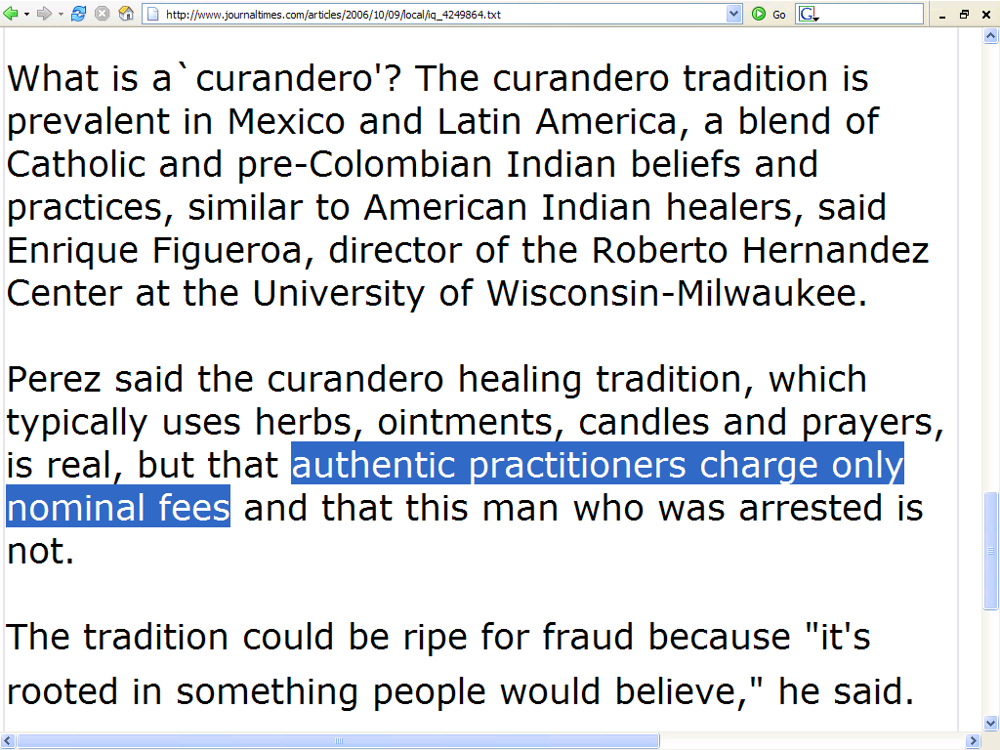 http://www.journaltimes.com/articles/2006/10/09/local/iq_4249864.txt
Go
G
What is a`curandero'? The curandero tradition is
prevalent in Mexico and Latin America, a blend of
Catholic and pre-Colombian Indian beliefs and
practices, similar to American Indian healers, said
Enrique Figueroa, director of the Roberto Hernandez
Center at the University of Wisconsin-Milwaukee.
Perez said the curandero healing tradition, which
typically uses herbs, ointments, candles and prayers,
is real, but that authentic practitioners charge only
nominal fees and that this man who was arrested is
not.
The tradition could be ripe for fraud because "it's
rooted in something people would believe," he said.